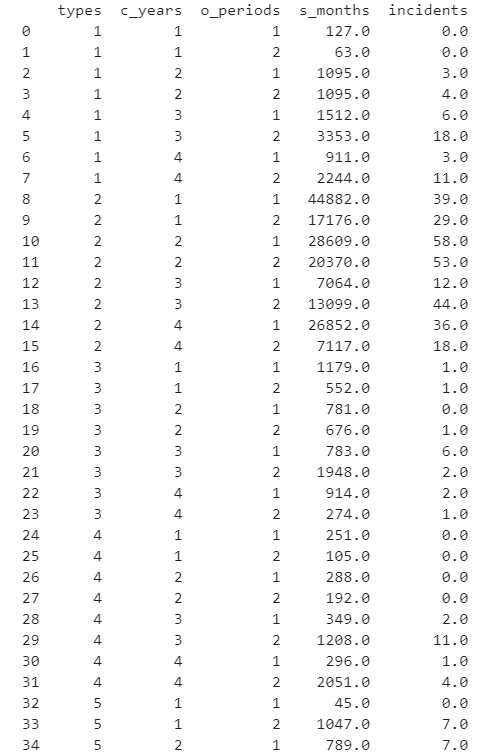 types c_years o_periods s_months incidents
0 1 1 1 127.0 0.0
1 1 1 2 63.0 0.0
2 1 2 1 1095.0 3.0
3 1 2 2 1095.0 4.0
4 1 3 1 1512.0 6.0
5 1 3 2 3353.0 18.0
6 1 4 1 911.0 3.0
7 1 4 2 2244.0 11.0
8 2 1 1 44882.0 39.0
9 2 1 2 17176.0 29.0
10 2 2 1 28609.0 58.0
11 2 2 2 20370.0 53.0
12 2 3 1 7064.0 12.0
13 2 3 2 13099.0 44.0
14 2 4 1 26852.0 36.0
15 2 4 2 7117.0 18.0
16 3 1 1 1179.0 1.0
17 3 1 2 552.0 1.0
18 3 2 1 781.0 0.0
19 3 2 2 676.0 1.0
20 3 3 1 783.0 6.0
21 3 3 2 1948.0 2.0
22 3 4 1 914.0 2.0
23 3 4 2 274.0 1.0
24 4 1 1 251.0 0.0
25 4 1 2 105.0 0.0
26 4 2 1 288.0 0.0
27 4 2 2 192.0 0.0
28 4 3 1 349.0 2.0
29 4 3 2 1208.0 11.0
30 4 4 1 296.0 1.0
31 4 4 2 2051.0 4.0
32 5 1 1 45.0 0.0
33 5 1 2 1047.0 7.0
34 5 2 1 789.0 7.0